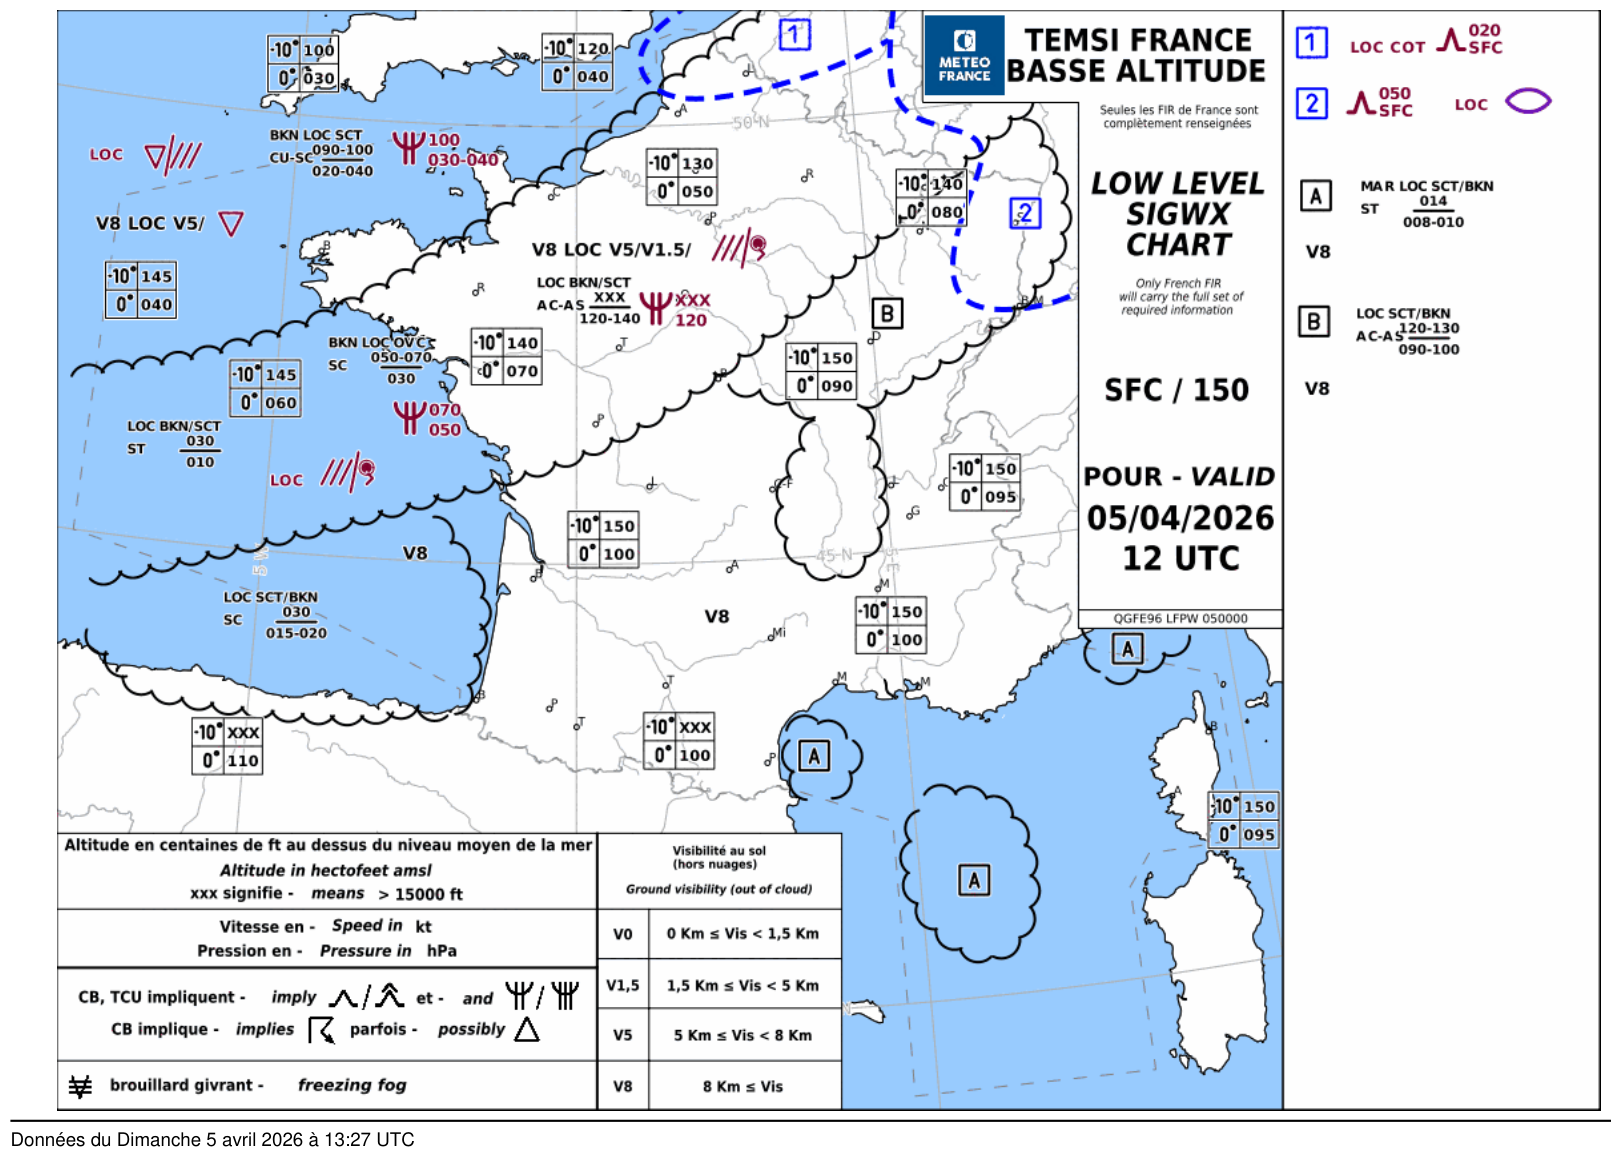 METEO
FRANCE
TEMSI FRANCE
BASSE ALTITUDE
Seules les FIR de France sont
complètement renseignées
LOW LEVEL
SIGWX
CHART
Only French FIR
will carry the full set of
required information
SFC / 150
POUR - VALID
05/04/2026
12 UTC
QGFE96 LFPW 050000
1
LOC COT
020
SFC
2
050
SFC
LOC
A
MAR LOC SCT/BKN
ST
014
008-010
V8
B
LOC SCT/BKN
AC-AS
120-130
090-100
V8
-10° 100
0° 030
-10° 120
0° 040
1
50°N
LOC
BKN LOC SCT
CU-SC
090-100
020-040
100
030-040
-10° 130
0° 050
-10° 140
0° 080
2
V8 LOC V5/
V8 LOC V5/V1.5/
-10° 145
0° 040
LOC BKN/SCT
AC-AS
XXX
120-140
XXX
120
B
BKN LOC OVC
SC
050-070
030
-10° 140
0° 070
-10° 150
0° 090
-10° 145
0° 060
070
050
LOC BKN/SCT
ST
030
010
LOC
-10° 150
0° 095
-10° 150
0° 100
V8
45°N
5°W
5°E
LOC SCT/BKN
SC
030
015-020
V8
-10° 150
0° 100
A
-10° XXX
0° 110
-10° XXX
0° 100
A
-10° 150
0° 095
A
Altitude en centaines de ft au dessus du niveau moyen de la mer
Altitude in hectofeet amsl
xxx signifie - means > 15000 ft
Vitesse en - Speed in kt
Pression en - Pressure in hPa
CB, TCU impliquent - imply / et - and /
CB implique - implies parfois - possibly
brouillard givrant - freezing fog
Visibilité au sol
(hors nuages)
Ground visibility (out of cloud)
V0 0 Km ≤ Vis < 1,5 Km
V1,5 1,5 Km ≤ Vis < 5 Km
V5 5 Km ≤ Vis < 8 Km
V8 8 Km ≤ Vis
Données du Dimanche 5 avril 2026 à 13:27 UTC